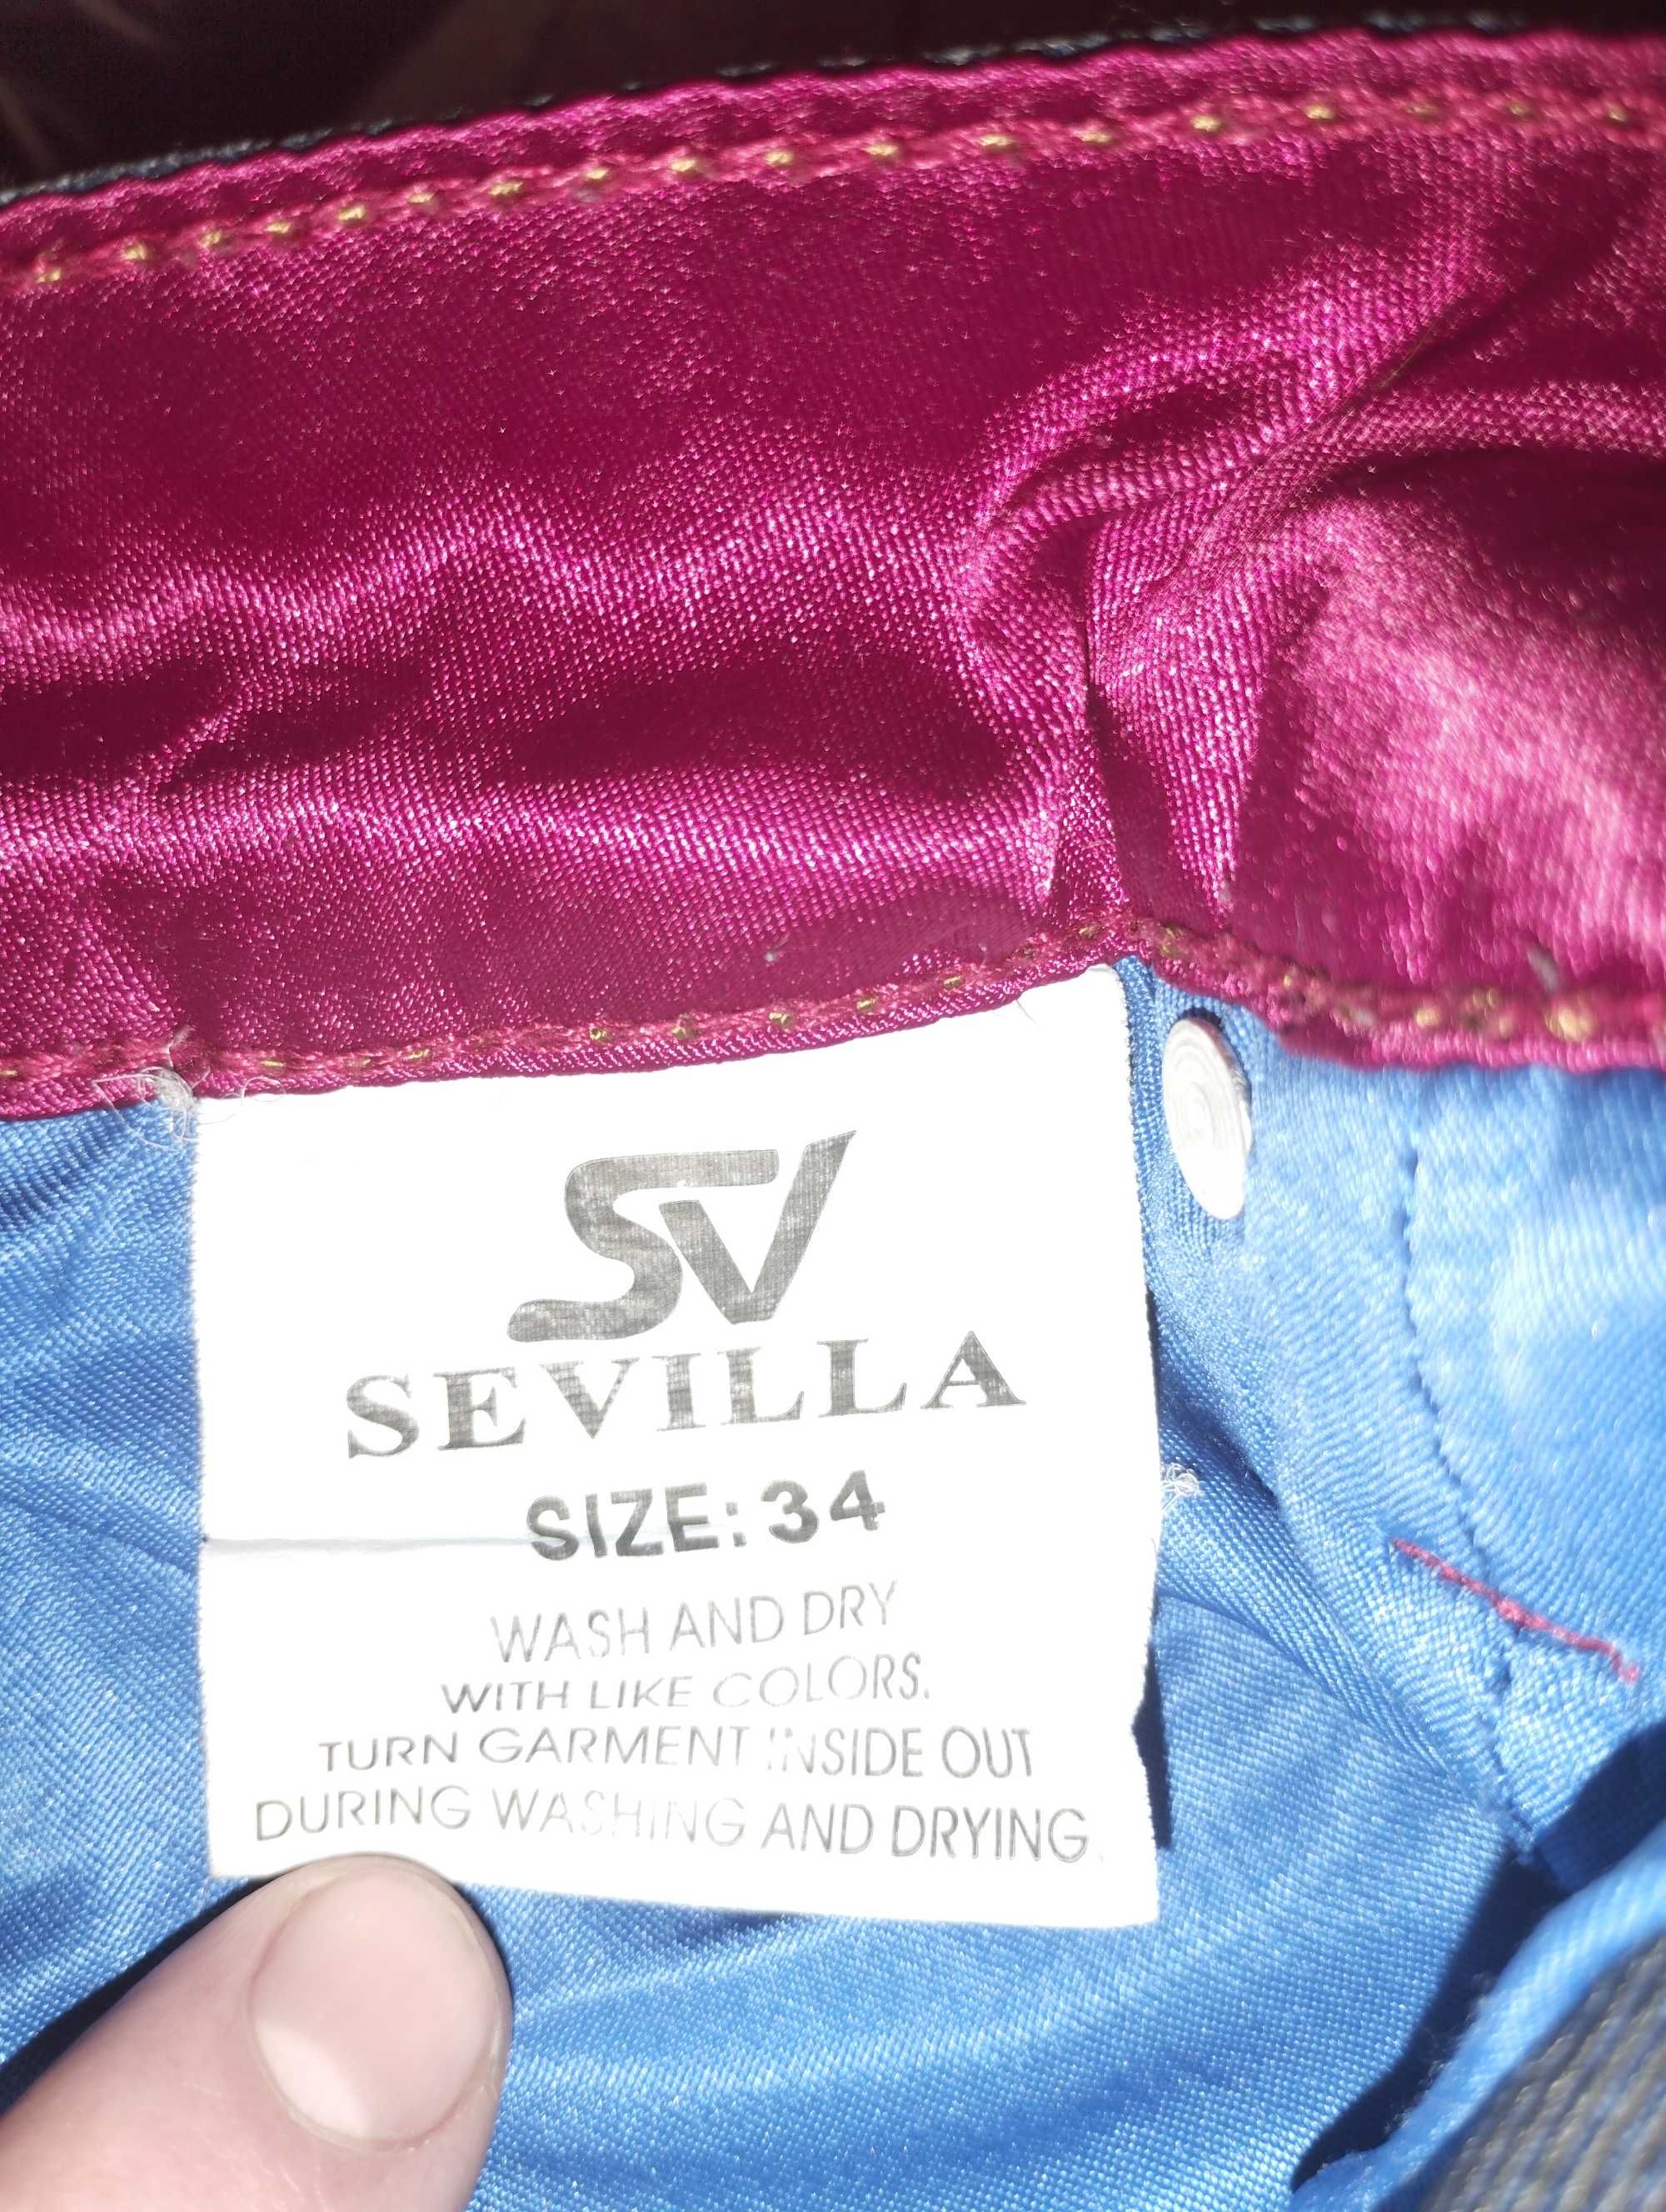 SV
SEVILLA
SIZE: 34
WASH AND DRY
WITH LIKE COLORS.
TURN GARMENT INSIDE OUT
DURING WASHING AND DRYING.